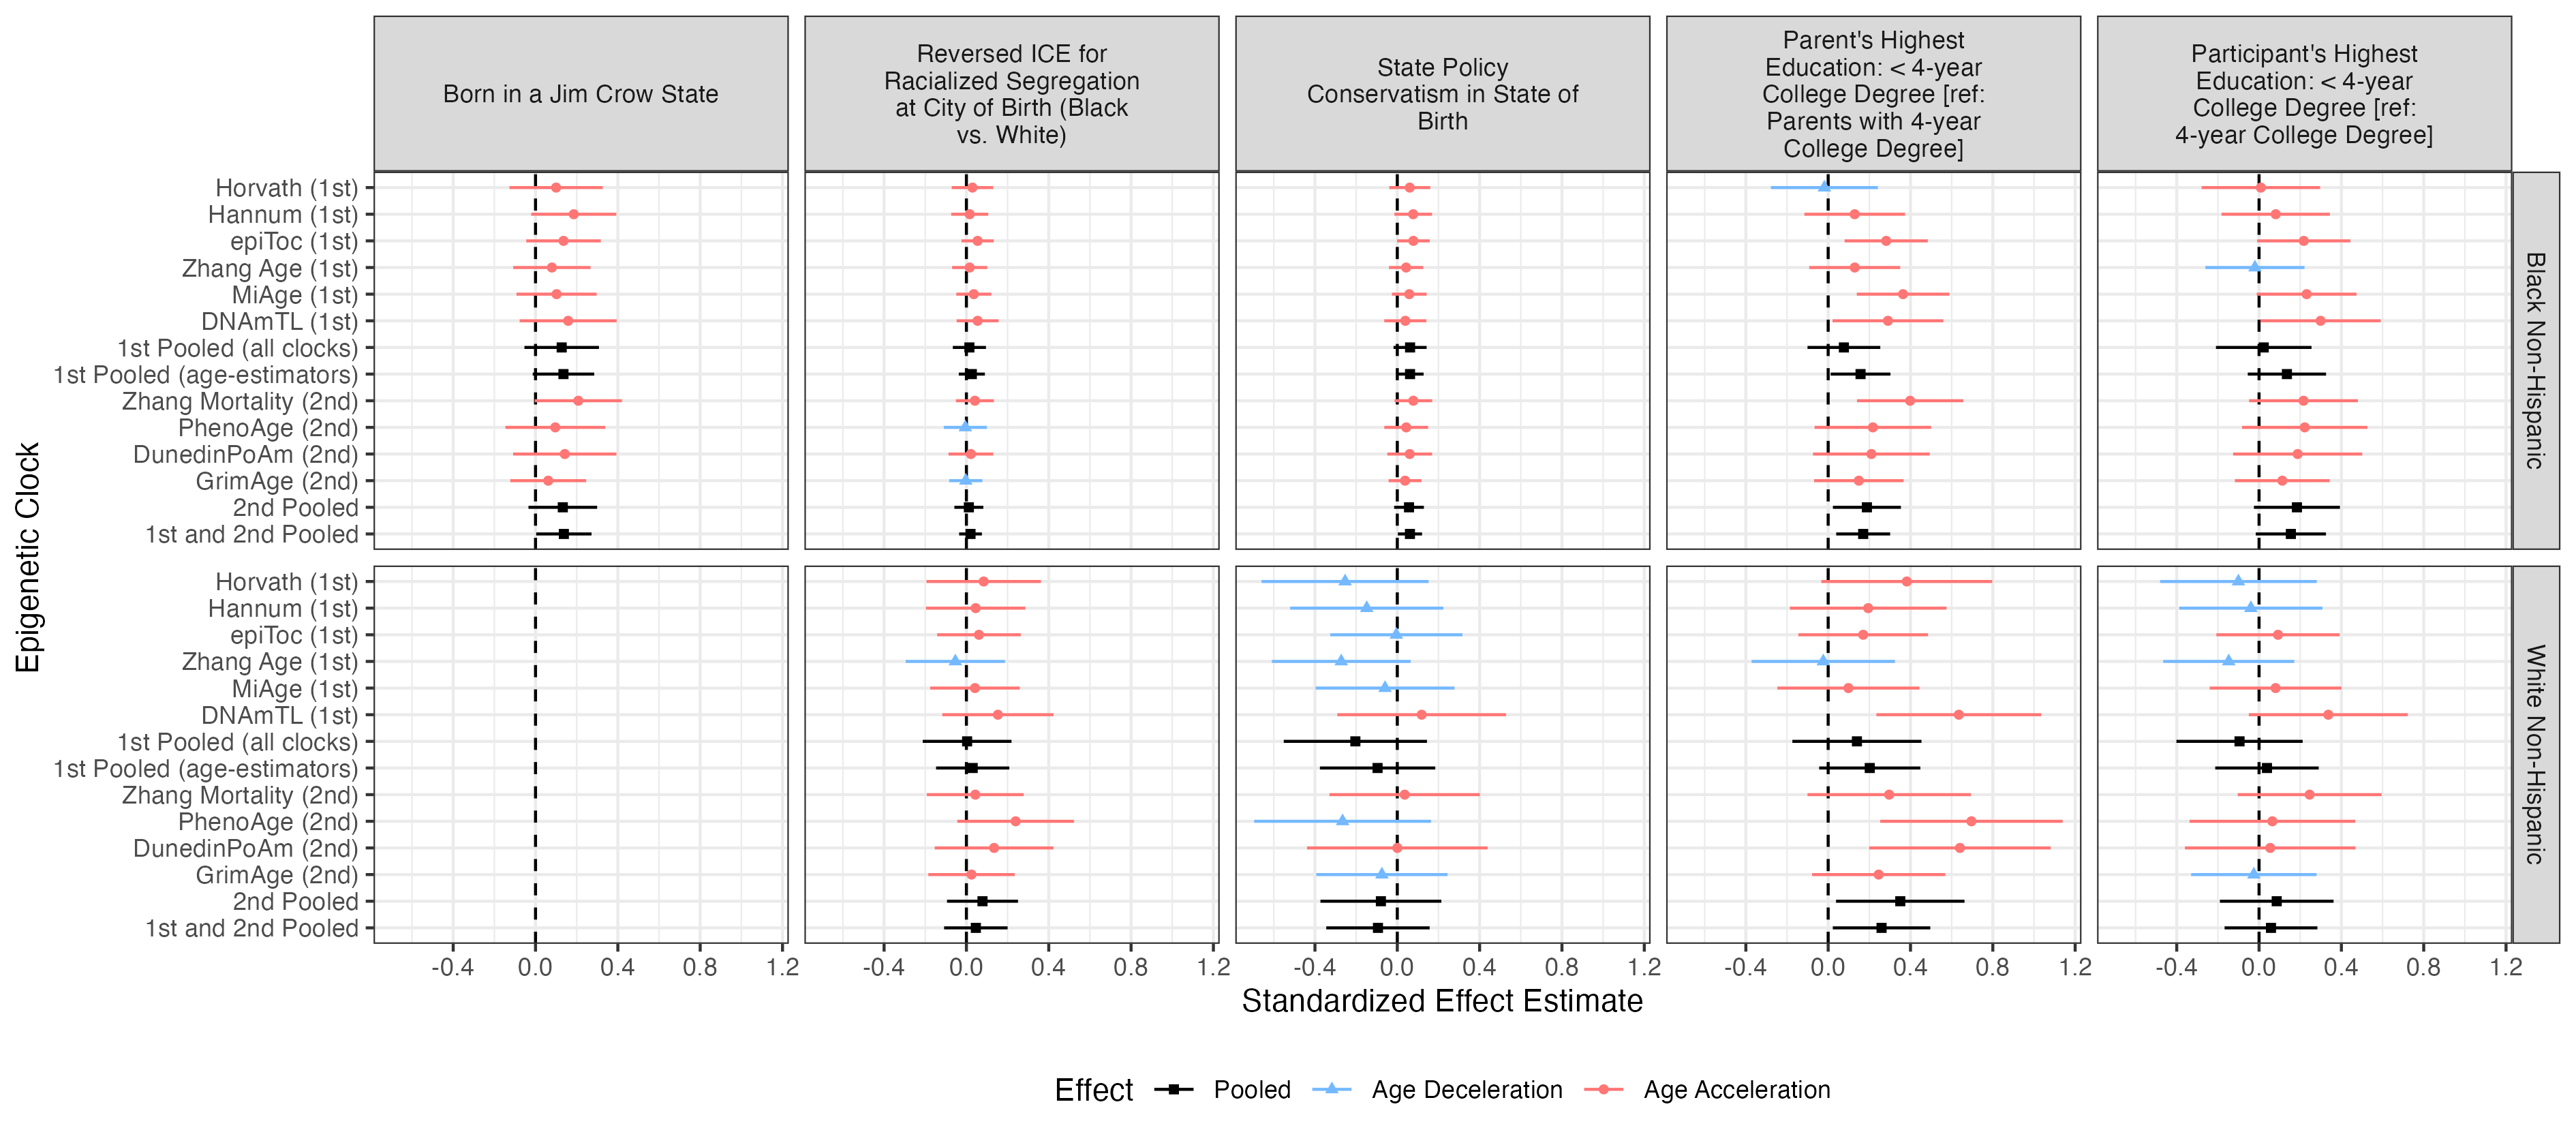 Born in a Jim Crow State
Reversed ICE for
Racialized Segregation
at City of Birth (Black
vs. White)
State Policy
Conservatism in State of
Birth
Parent's Highest
Education: < 4-year
College Degree [ref:
Parents with 4-year
College Degree]
Participant's Highest
Education: < 4-year
College Degree [ref:
4-year College Degree]
Epigenetic Clock
Horvath (1st)
Hannum (1st)
epiToc (1st)
Zhang Age (1st)
MiAge (1st)
DNAmTL (1st)
1st Pooled (all clocks)
1st Pooled (age-estimators)
Zhang Mortality (2nd)
PhenoAge (2nd)
DunedinPoAm (2nd)
GrimAge (2nd)
2nd Pooled
1st and 2nd Pooled
Black Non-Hispanic
Horvath (1st)
Hannum (1st)
epiToc (1st)
Zhang Age (1st)
MiAge (1st)
DNAmTL (1st)
1st Pooled (all clocks)
1st Pooled (age-estimators)
Zhang Mortality (2nd)
PhenoAge (2nd)
DunedinPoAm (2nd)
GrimAge (2nd)
2nd Pooled
1st and 2nd Pooled
White Non-Hispanic
-0.4 0.0 0.4 0.8 1.2
-0.4 0.0 0.4 0.8 1.2
-0.4 0.0 0.4 0.8 1.2
-0.4 0.0 0.4 0.8 1.2
-0.4 0.0 0.4 0.8 1.2
Standardized Effect Estimate
Effect Pooled Age Deceleration Age Acceleration